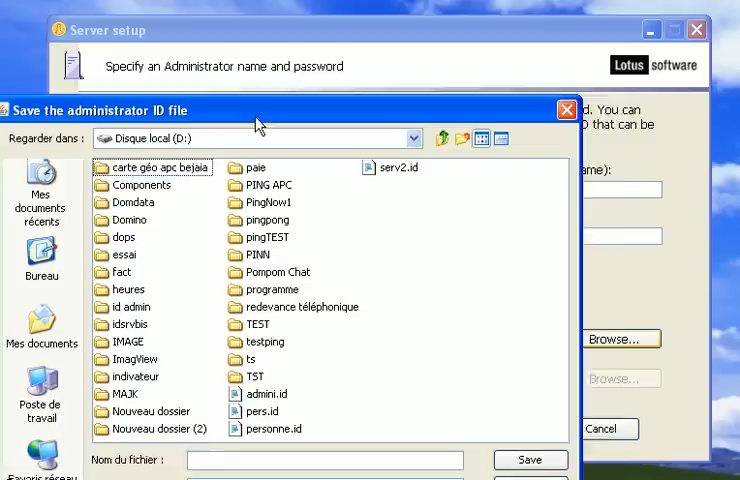 Server setup
Specify an Administrator name and password
Lotus software
Save the administrator ID file
d. You can
D that can be
Regarder dans :
Disque local (D:)
me):
Mes documents récents
Bureau
Mes documents
Poste de travail
Favoris réseau
carte géo apc bejaia
Components
Domdata
Domino
dops
essai
fact
heures
id admin
idsrvbis
IMAGE
ImagView
indivateur
MAJK
Nouveau dossier
Nouveau dossier (2)
paie
PING APC
PingNow1
pingpong
pingTEST
PINN
Pompom Chat
programme
redevance téléphonique
TEST
testping
ts
TST
admini.id
pers.id
personne.id
serv2.id
Browse...
Browse...
Cancel
Nom du fichier :
Save